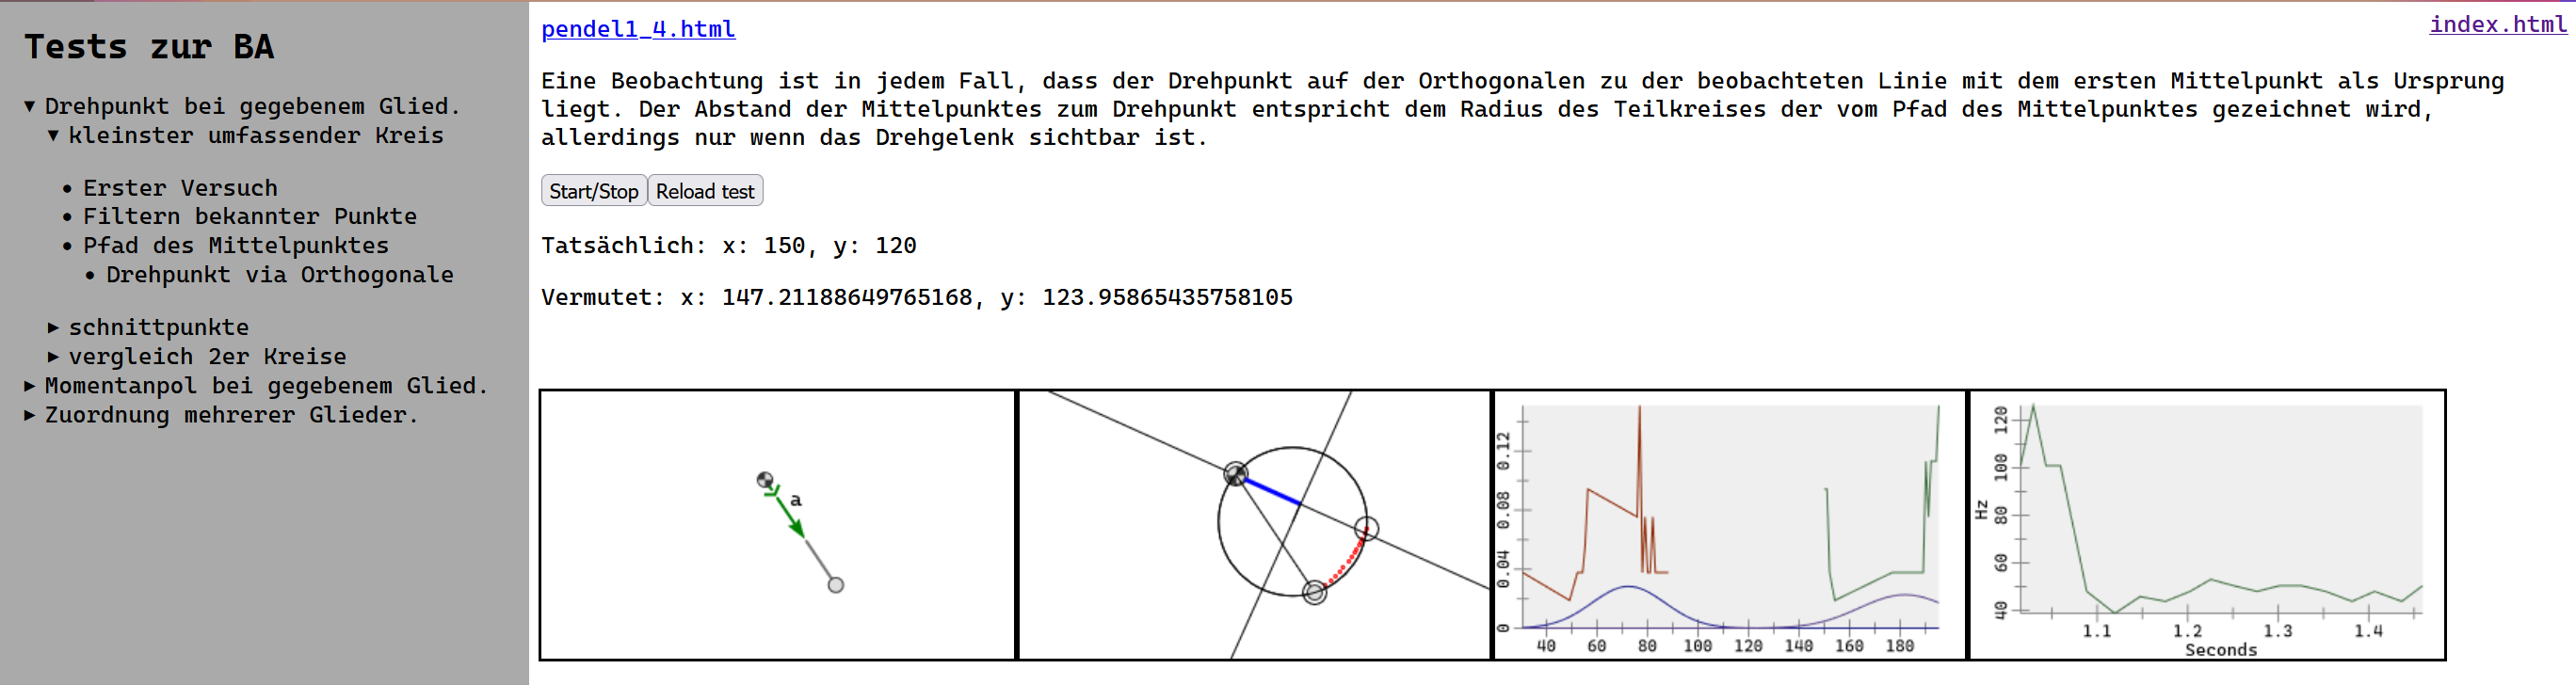 Tests zur BA
▼ Drehpunkt bei gegebenem Glied.
▼ kleinster umfassender Kreis
• Erster Versuch
• Filtern bekannter Punkte
• Pfad des Mittelpunktes
• Drehpunkt via Orthogonale
► schnittpunkte
► vergleich 2er Kreise
► Momentanpol bei gegebenem Glied.
► Zuordnung mehrerer Glieder.
pendel1_4.html
index.html
Eine Beobachtung ist in jedem Fall, dass der Drehpunkt auf der Orthogonalen zu der beobachteten Linie mit dem ersten Mittelpunkt als Ursprung
liegt. Der Abstand der Mittelpunktes zum Drehpunkt entspricht dem Radius des Teilkreises der vom Pfad des Mittelpunktes gezeichnet wird,
allerdings nur wenn das Drehgelenk sichtbar ist.
Start/Stop Reload test
Tatsächlich: x: 150, y: 120
Vermutet: x: 147.21188649765168, y: 123.95865435758105
a
0.12
0.08
0.04
0
40 60 80 100 120 140 160 180
120
100
80
60
40
Hz
1.1 1.2 1.3 1.4
Seconds